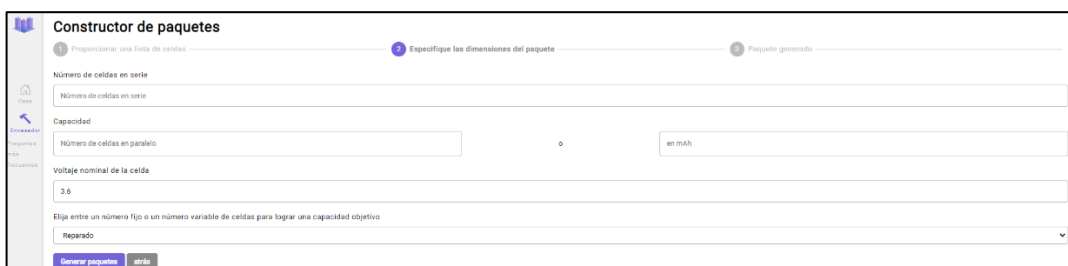 Constructor de paquetes
1 Proporcionar una lista de celdas
2 Especifique las dimensiones del paquete
3 Paquete generado
Número de celdas en serie
Número de celdas en serie
Casa
Capacidad
Envasador
Número de celdas en paralelo o en mAh
Preguntas
más
frecuentes
Voltaje nominal de la celda
3.6
Elija entre un número fijo o un número variable de celdas para lograr una capacidad objetivo
Reparado
Generar paquetes atrás